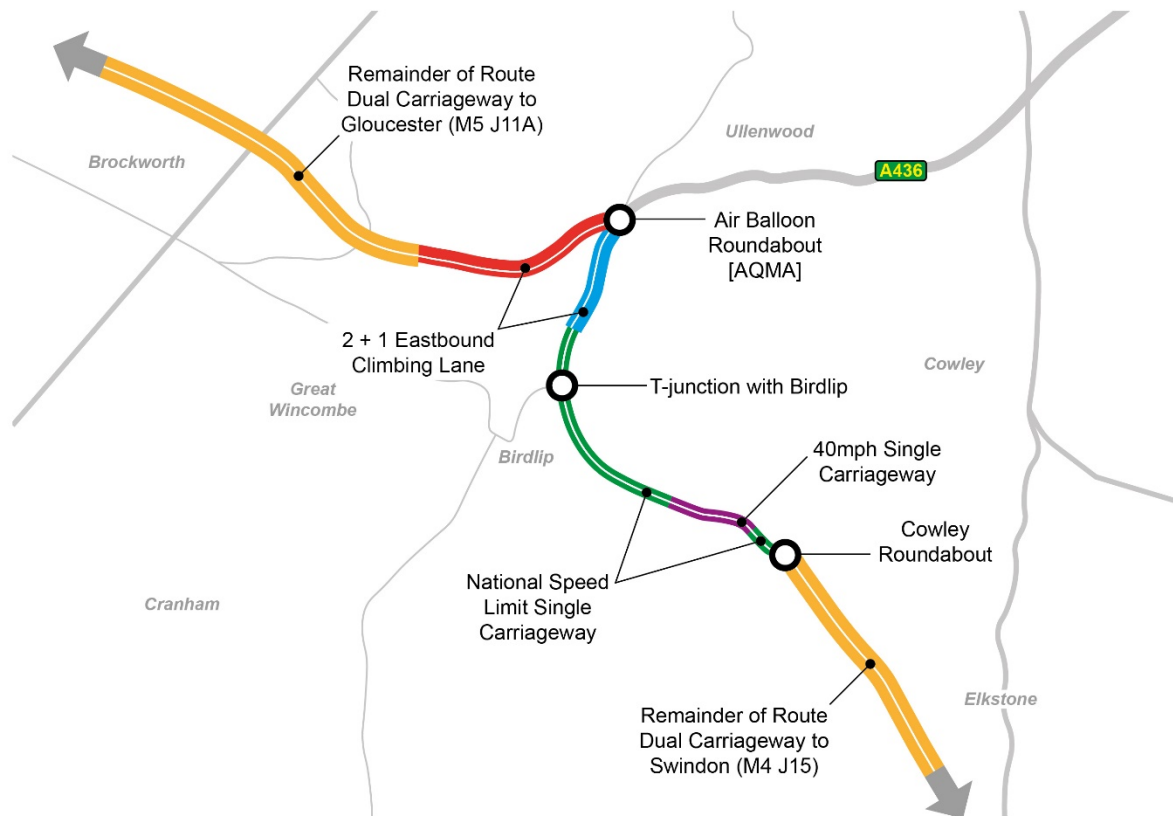 Remainder of Route
Dual Carriageway to
Gloucester (M5 J11A)
Ullenwood
Brockworth
A436
Air Balloon
Roundabout
[AQMA]
2 + 1 Eastbound
Climbing Lane
Cowley
Great
Wincombe
T-junction with Birdlip
Birdlip
40mph Single
Carriageway
Cowley
Roundabout
National Speed
Limit Single
Carriageway
Cranham
Elkstone
Remainder of Route
Dual Carriageway to
Swindon (M4 J15)